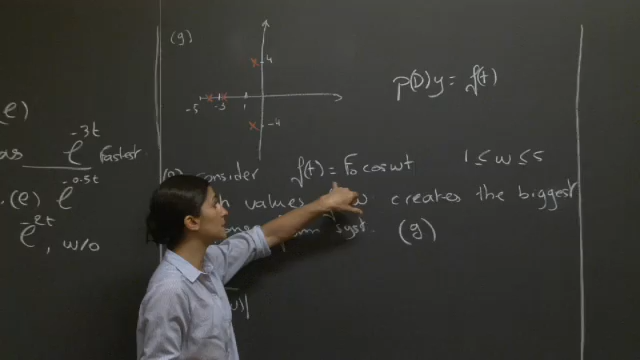 (e)
as e^{-3t} fastest.
. (e) e^{-0.5t}
e^{-2t}, w/o
(g)
4
-5 -3 -1
-4
p(D)y = f(t)
consider f(t) = F₀ cos ωt 1 ≤ ω ≤ 5
values ω creates the biggest
from syst. (g)